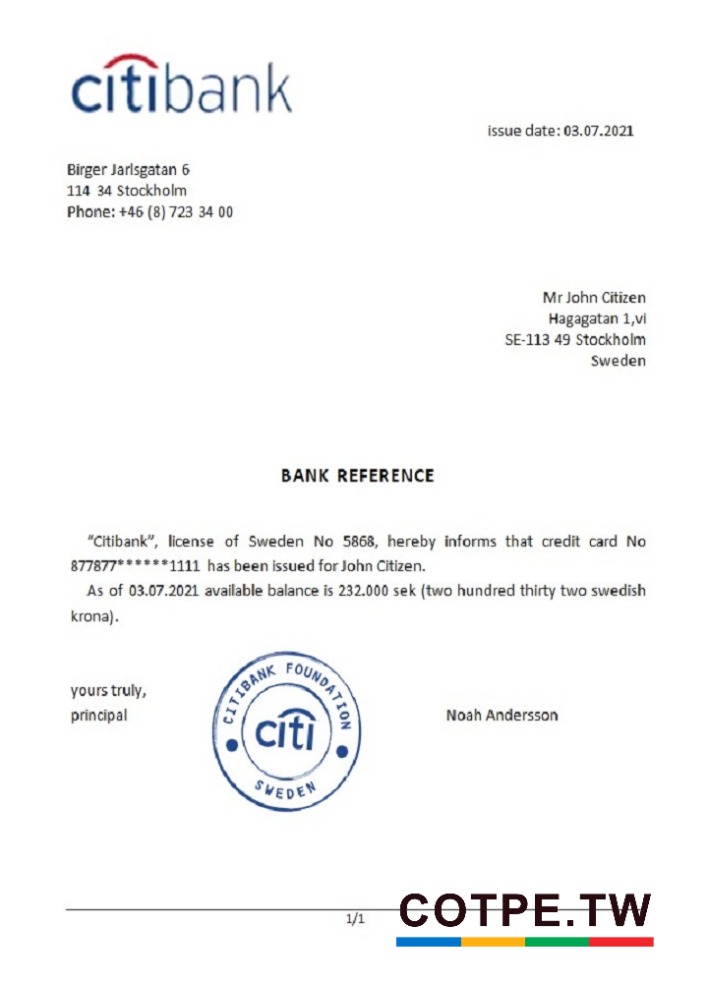 citibank
issue date: 03.07.2021
Birger Jarlsgatan 6
114 34 Stockholm
Phone: +46 (8) 723 34 00
Mr John Citizen
Hagagatan 1,vi
SE-113 49 Stockholm
Sweden
BANK REFERENCE
“Citibank”, license of Sweden No 5868, hereby informs that credit card No
877877******1111 has been issued for John Citizen.
As of 03.07.2021 available balance is 232.000 sek (two hundred thirty two swedish
krona).
yours truly,
principal
CITIBANK FOUNDATION
citi
SWEDEN
Noah Andersson
1/1
COTPE.TW